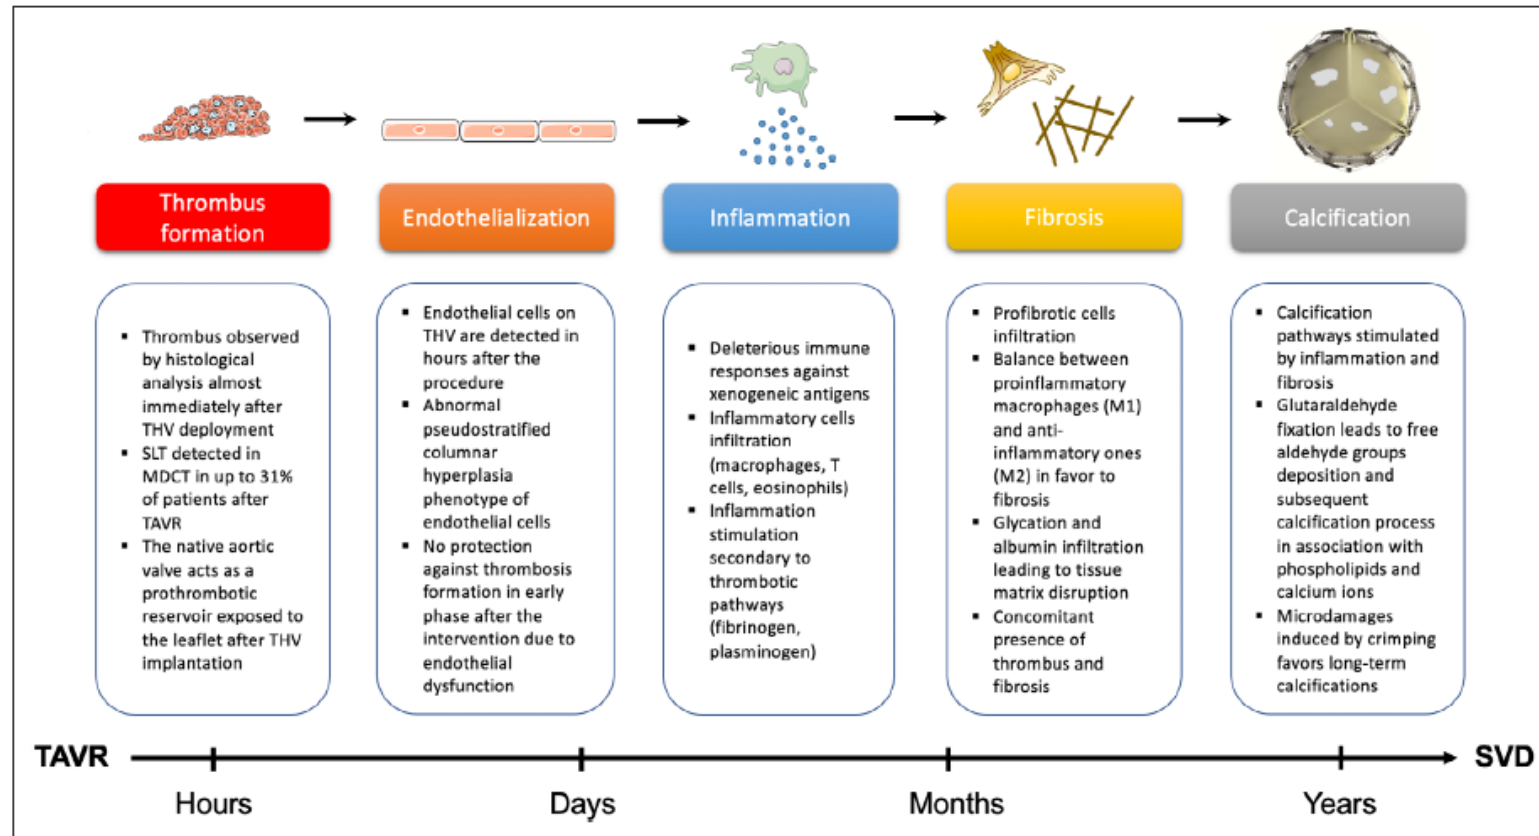 Thrombus
formation
Endothelialization
Inflammation
Fibrosis
Calcification
▪ Thrombus observed
by histological
analysis almost
immediately after
THV deployment
▪ SLT detected in
MDCT in up to 31%
of patients after
TAVR
▪ The native aortic
valve acts as a
prothrombotic
reservoir exposed to
the leaflet after THV
implantation
▪ Endothelial cells on
THV are detected in
hours after the
procedure
▪ Abnormal
pseudostratified
columnar
hyperplasia
phenotype of
endothelial cells
▪ No protection
against thrombosis
formation in early
phase after the
intervention due to
endothelial
dysfunction
▪ Deleterious immune
responses against
xenogeneic antigens
▪ Inflammatory cells
infiltration
(macrophages, T
cells, eosinophils)
▪ Inflammation
stimulation
secondary to
thrombotic
pathways
(fibrinogen,
plasminogen)
▪ Profibrotic cells
infiltration
▪ Balance between
proinflammatory
macrophages (M1)
and anti-
inflammatory ones
(M2) in favor to
fibrosis
▪ Glycation and
albumin infiltration
leading to tissue
matrix disruption
▪ Concomitant
presence of
thrombus and
fibrosis
▪ Calcification
pathways stimulated
by inflammation and
fibrosis
▪ Glutaraldehyde
fixation leads to free
aldehyde groups
deposition and
subsequent
calcification process
in association with
phospholipids and
calcium ions
▪ Microdamages
induced by crimping
favors long-term
calcifications
TAVR
SVD
Hours
Days
Months
Years